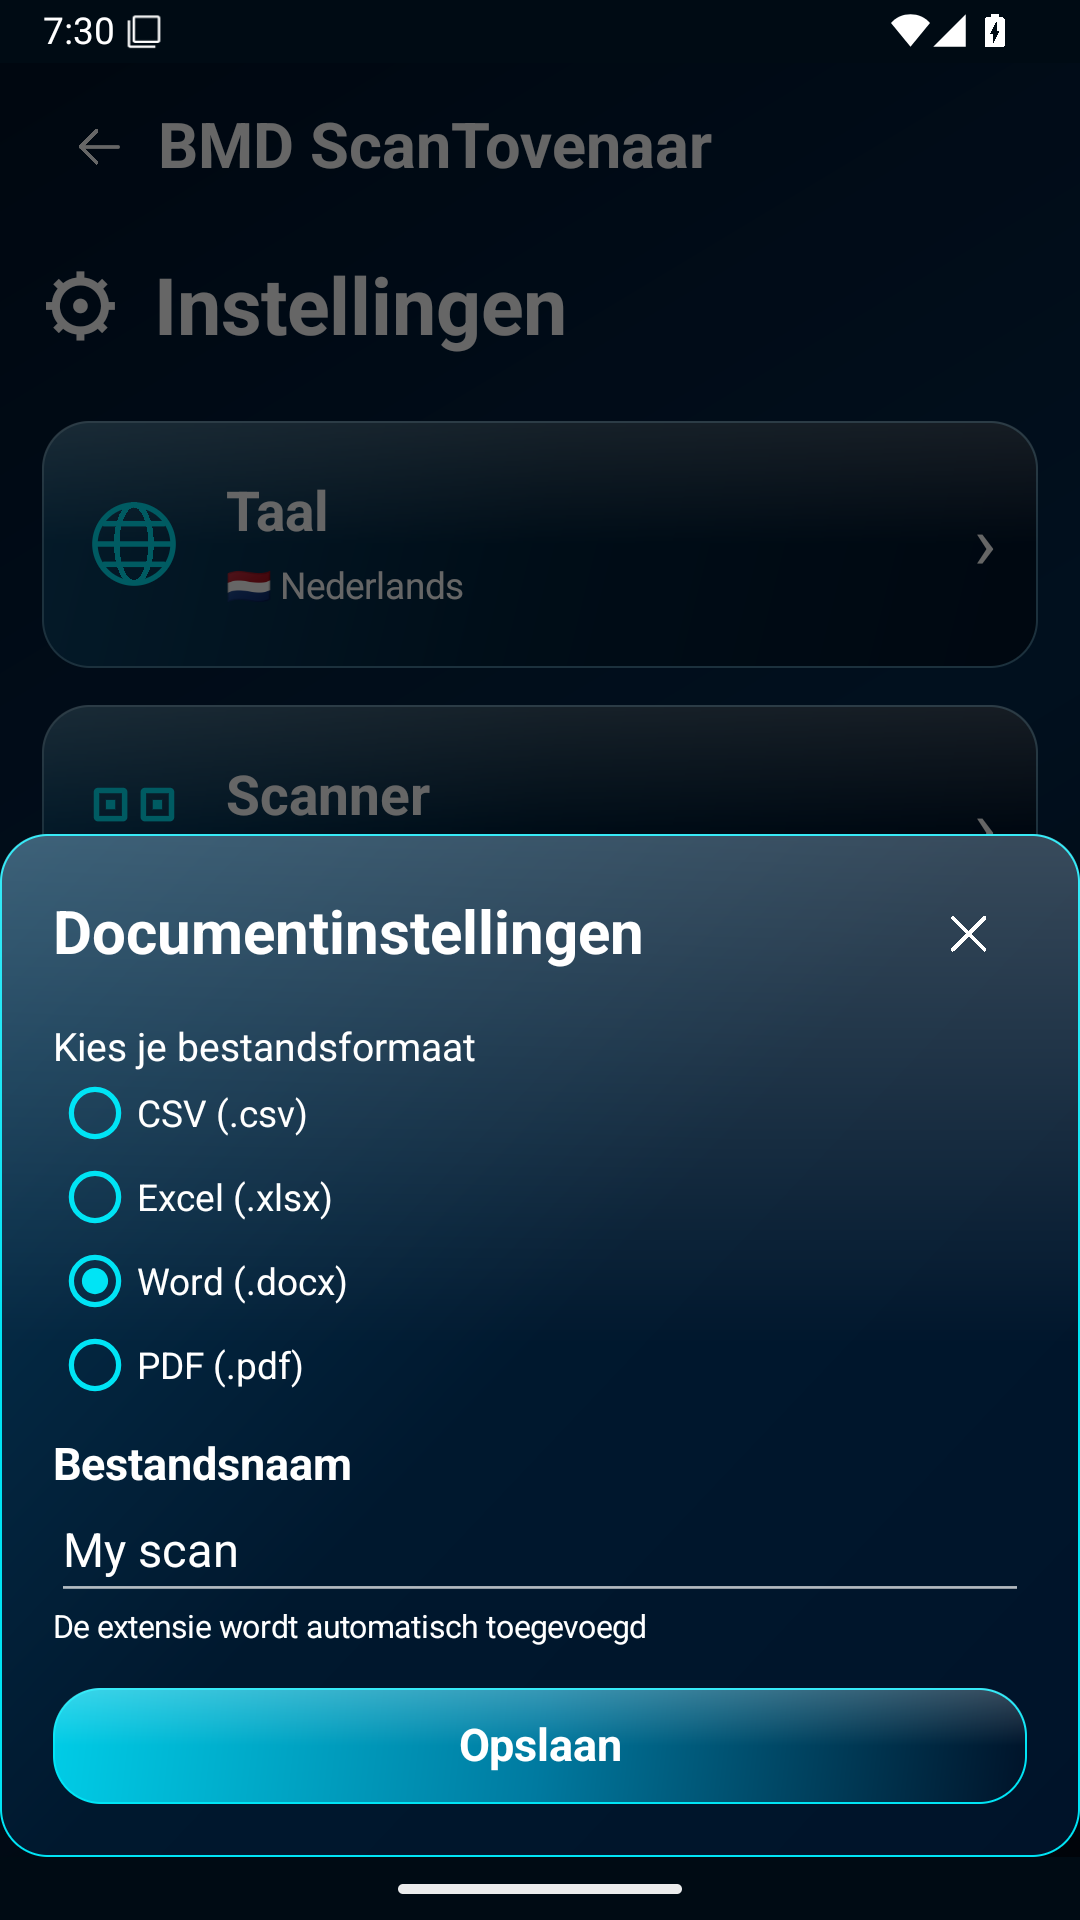 7:30
BMD ScanTovenaar
Instellingen
Taal
Nederlands
Scanner
Documentinstellingen
Kies je bestandsformaat
CSV (.csv)
Excel (.xlsx)
Word (.docx)
PDF (.pdf)
Bestandsnaam
My scan
De extensie wordt automatisch toegevoegd
Opslaan